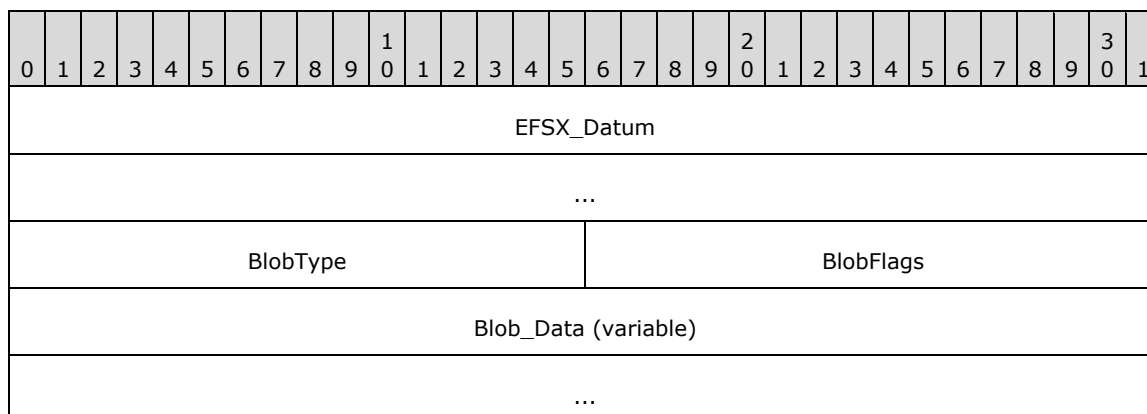 1 2 3
0 1 2 3 4 5 6 7 8 9 0 1 2 3 4 5 6 7 8 9 0 1 2 3 4 5 6 7 8 9 0 1
EFSX_Datum
...
BlobType BlobFlags
Blob_Data (variable)
...